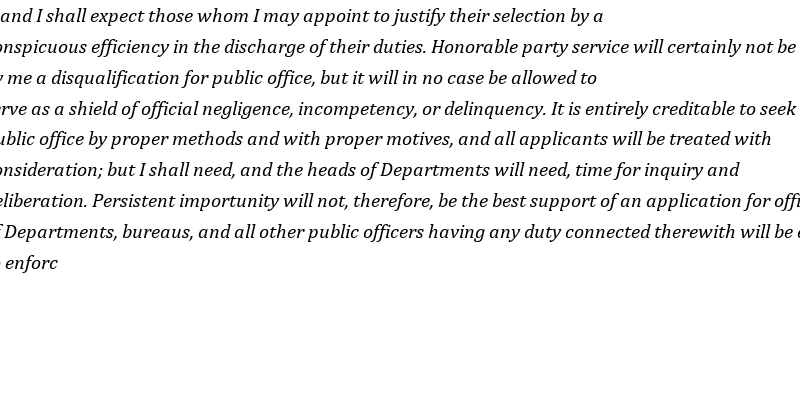 and I shall expect those whom I may appoint to justify their selection by a
onspicuous efficiency in the discharge of their duties. Honorable party service will certainly not be
me a disqualification for public office, but it will in no case be allowed to
rve as a shield of official negligence, incompetency, or delinquency. It is entirely creditable to seek
ublic office by proper methods and with proper motives, and all applicants will be treated with
onsideration; but I shall need, and the heads of Departments will need, time for inquiry and
eliberation. Persistent importunity will not, therefore, be the best support of an application for offi
Departments, bureaus, and all other public officers having any duty connected therewith will be
enforc